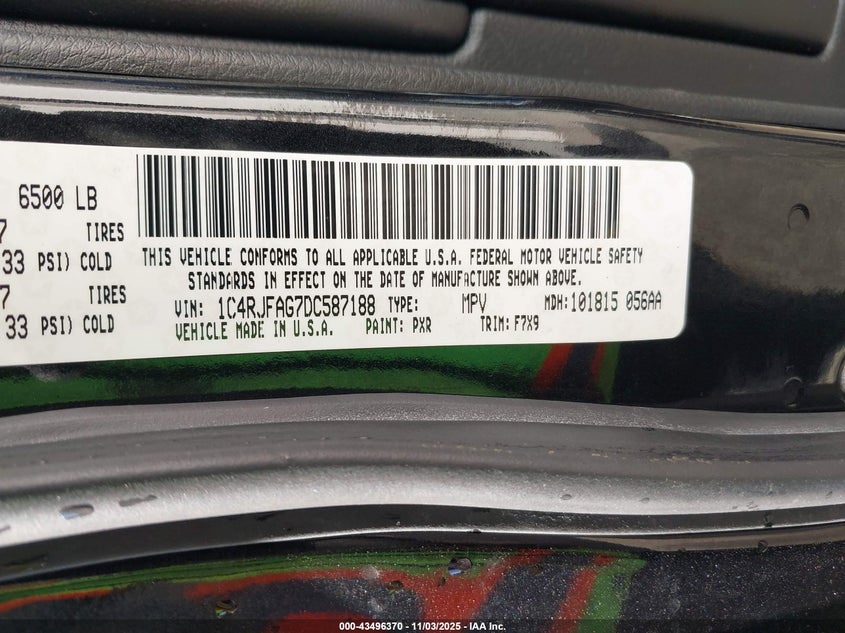 6500 LB
7 TIRES
33 PSI) COLD
7 TIRES
33 PSI) COLD
THIS VEHICLE CONFORMS TO ALL APPLICABLE U.S.A. FEDERAL MOTOR VEHICLE SAFETY
STANDARDS IN EFFECT ON THE DATE OF MANUFACTURE SHOWN ABOVE.
VIN: 1C4RJFAG7DC587188 TYPE: MPV MDH: 101815 056AA
VEHICLE MADE IN U.S.A. PAINT: PXR TRIM: F7X9
000-43496370 - 11/03/2025 - IAA Inc.